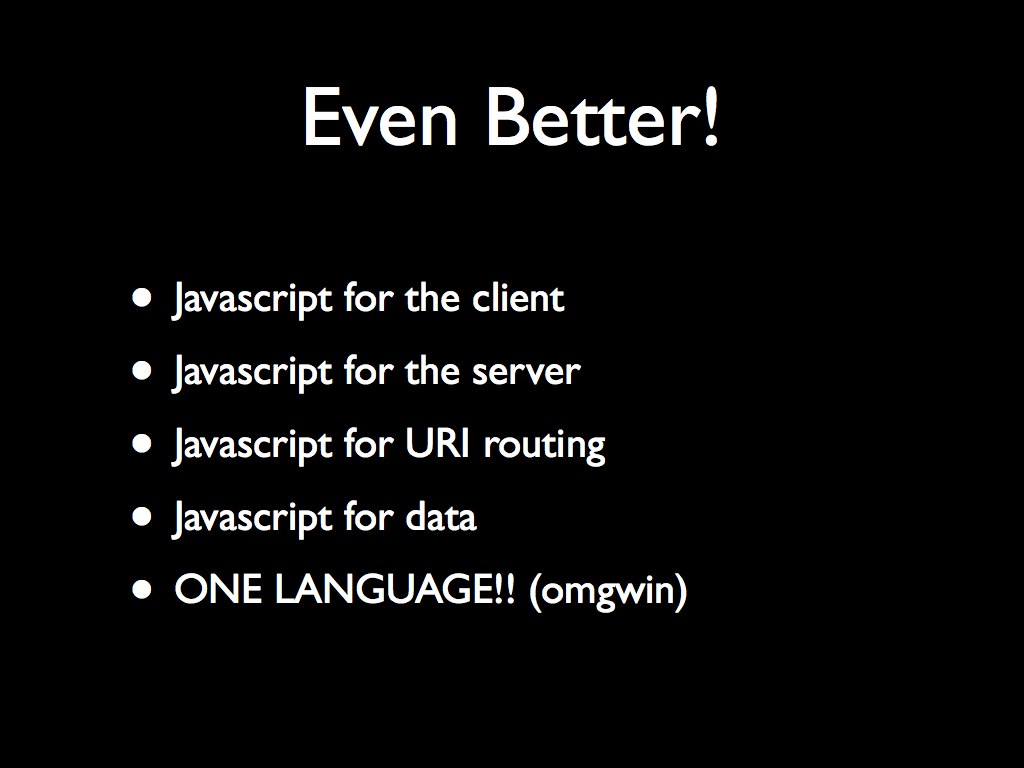 Even Better!
• Javascript for the client
• Javascript for the server
• Javascript for URI routing
• Javascript for data
• ONE LANGUAGE!! (omgwin)